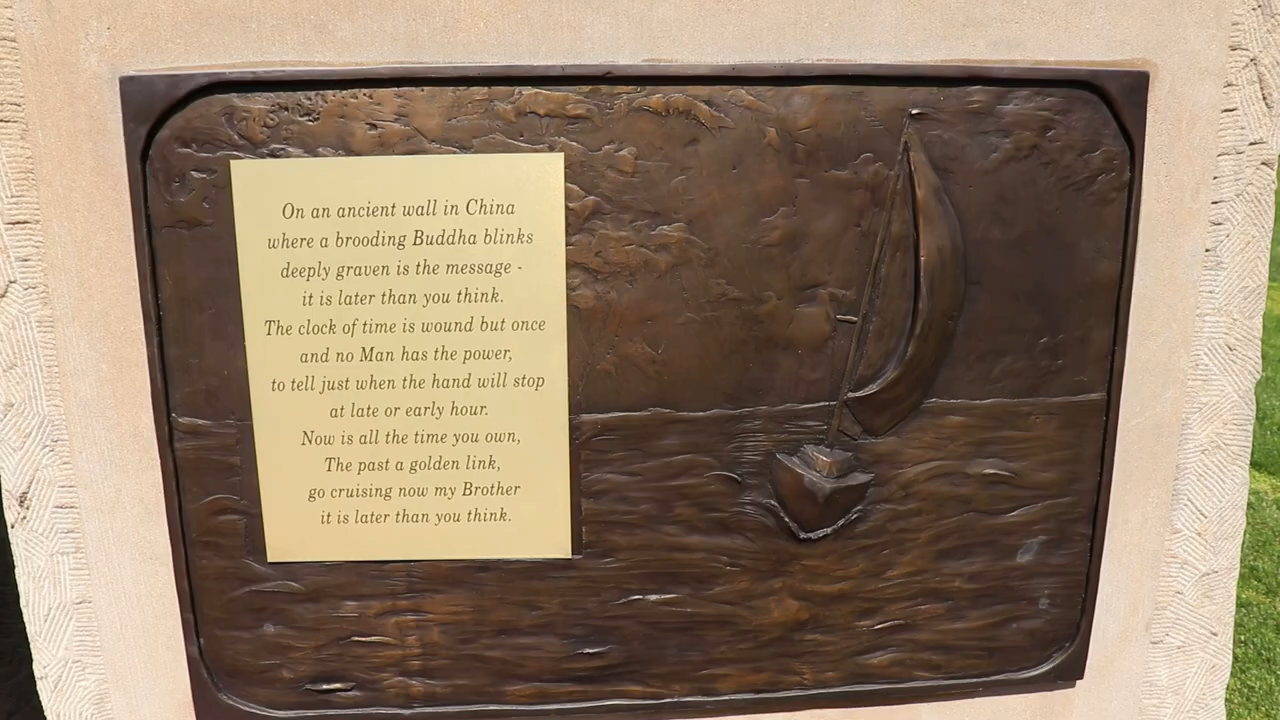 On an ancient wall in China
where a brooding Buddha blinks
deeply graven is the message -
it is later than you think.
The clock of time is wound but once
and no Man has the power,
to tell just when the hand will stop
at late or early hour.
Now is all the time you own,
The past a golden link,
go cruising now my Brother
it is later than you think.